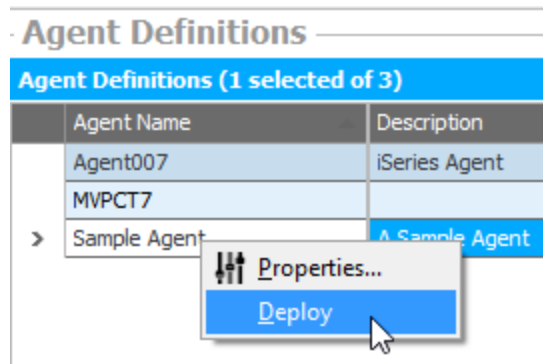 Agent Definitions
Agent Definitions (1 selected of 3)
Agent Name Description
Agent007 iSeries Agent
MVPCT7
Sample Agent A Sample Agent
Properties...
Deploy